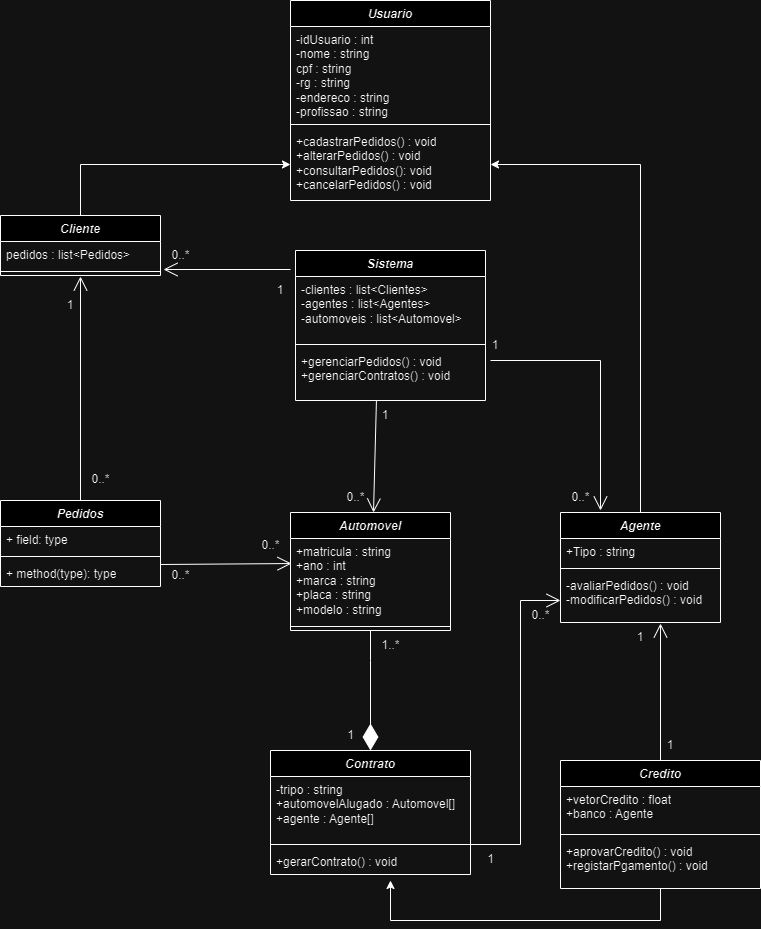 Usuario
-idUsuario : int
-nome : string
cpf : string
-rg : string
-endereco : string
-profissao : string
+cadastrarPedidos() : void
+alterarPedidos() : void
+consultarPedidos(): void
+cancelarPedidos() : void
Cliente
pedidos : list<Pedidos>
0..*
1
1
0..*
Sistema
-clientes : list<Clientes>
-agentes : list<Agentes>
-automoveis : list<Automovel>
+gerenciarPedidos() : void
+gerenciarContratos() : void
1
1
0..*
0..*
Pedidos
+ field: type
+ method(type): type
0..*
0..*
Automovel
+matricula : string
+ano : int
+marca : string
+placa : string
+modelo : string
1..*
1
Agente
+Tipo : string
-avaliarPedidos() : void
-modificarPedidos() : void
0..*
1
1
Contrato
-tripo : string
+automovelAlugado : Automovel[]
+agente : Agente[]
+gerarContrato() : void
1
Credito
+vetorCredito : float
+banco : Agente
+aprovarCredito() : void
+registarPgamento() : void